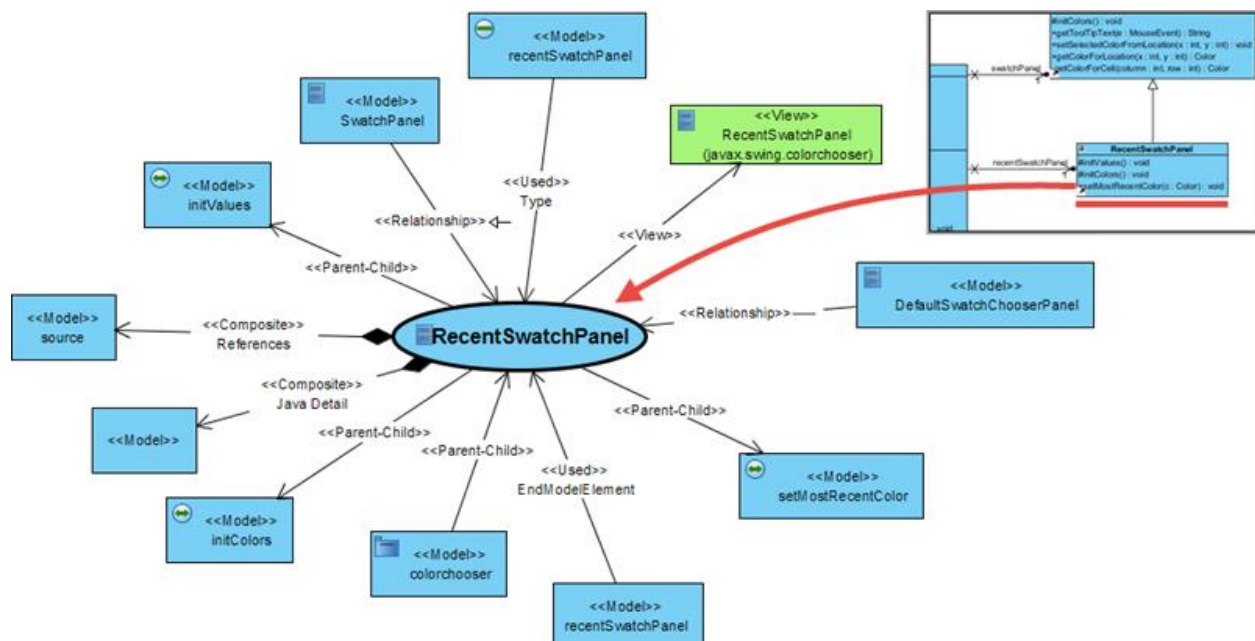 <<Model>>
recentSwatchPanel
<<Model>>
SwatchPanel
<<View>>
RecentSwatchPanel
(javax.swing.colorchooser)
<<Model>>
initValues
<<Used>>
Type
<<Relationship>>
<<View>>
<<Parent-Child>>
<<Model>>
source
<<Composite>>
References
RecentSwatchPanel
<<Relationship>>
<<Model>>
DefaultSwatchChooserPanel
<<Composite>>
Java Detail
<<Model>>
<<Parent-Child>>
<<Parent-Child>>
<<Parent-Child>>
<<Used>>
EndModelElement
<<Model>>
setMostRecentColor
<<Model>>
initColors
<<Model>>
colorchooser
<<Model>>
recentSwatchPanel
#initColors() : void
+getToolTipText(e : MouseEvent) : String
+setSelectedColorFromLocation(x : int, y : int) : void
+getColorForLocation(x : int, y : int) : Color
getColorForCell(column : int, row : int) : Color
swatchPanel
RecentSwatchPanel
recentSwatchPanel
#initValues() : void
#initColors() : void
+setMostRecentColor(c : Color) : void
void